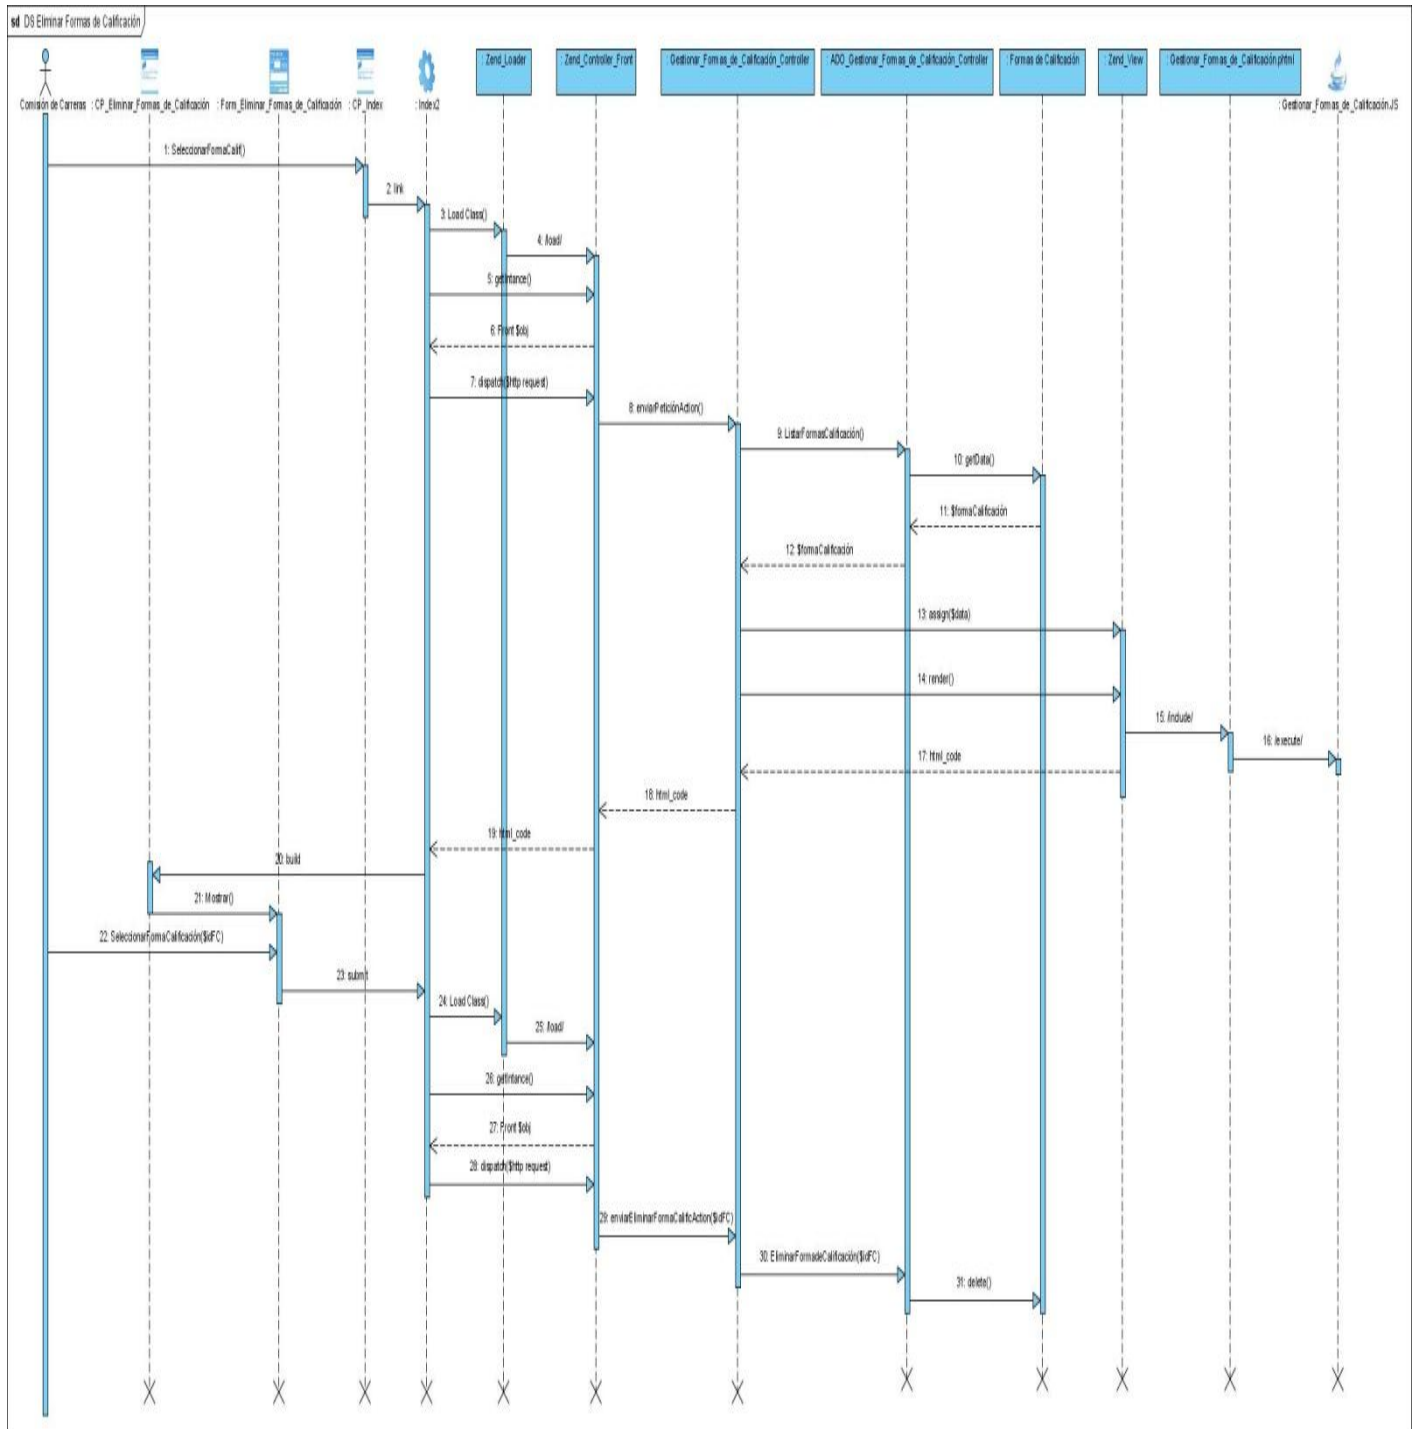 sd DS Eliminar Formas de Calificación
Comisión de Carreras
: CP_Eliminar_Formas_de_Calificación
: Form_Eliminar_Formas_de_Calificación
: CP_Index
: Index2
: Zend_Loader
: Zend_Controller_Front
: Gestionar_Formas_de_Calificación_Controller
: ADO_Gestionar_Formas_de_Calificación_Controller
: Formas de Calificación
: Zend_View
: Gestionar_Formas_de_Calificación.phtml
: Gestionar_Formas_de_Calificación.JS
1: SeleccionarFormaCalif()
2: link
3: Load Class()
4: /load/
5: getIntance()
6: Front $obj
7: dispatch($http request)
8: enviarPeticiónAction()
9: ListarFormasCalificación()
10: getData()
11: $formaCalificación
12: $formaCalificación
13: assign($data)
14: render()
15: /include/
16: /execute/
17: html_code
18: html_code
19: html_code
20: build
21: Mostrar()
22: SeleccionarFormaCalificación($idFC)
23: submit
24: Load Class()
25: /load/
26: getIntance()
27: Front $obj
28: dispatch($http request)
29: enviarEliminarFormaCalificAction($idFC)
30: EliminarFormadeCalificación($idFC)
31: delete()